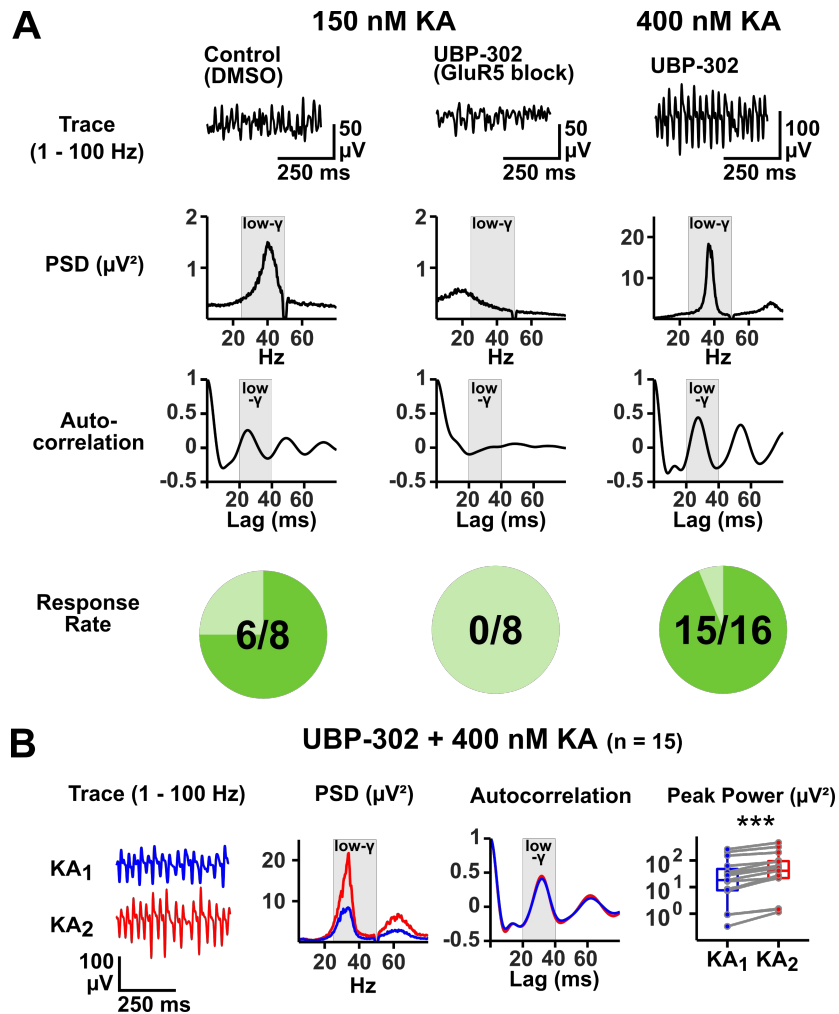 A
150 nM KA
400 nM KA
Control
(DMSO)
UBP-302
(GluR5 block)
UBP-302
Trace
(1 - 100 Hz)
50
µV
250 ms
50
µV
250 ms
100
µV
250 ms
PSD (µV²)
2
1
low-γ
20 40 60
Hz
2
1
low-γ
20 40 60
Hz
20
10
low-γ
20 40 60
Hz
Auto-
correlation
1
0.5
0
-0.5
low
-γ
20 40 60
Lag (ms)
1
0.5
0
-0.5
low
-γ
20 40 60
Lag (ms)
1
0.5
0
-0.5
low
-γ
20 40 60
Lag (ms)
Response
Rate
6/8
0/8
15/16
B
UBP-302 + 400 nM KA (n = 15)
Trace (1 - 100 Hz)
PSD (µV²)
Autocorrelation
Peak Power (µV²)
KA₁
KA₂
100
µV
250 ms
20
10
low-γ
20 40 60
Hz
1
0.5
0
-0.5
low
-γ
20 40 60
Lag (ms)
***
10²
10¹
10⁰
KA₁ KA₂